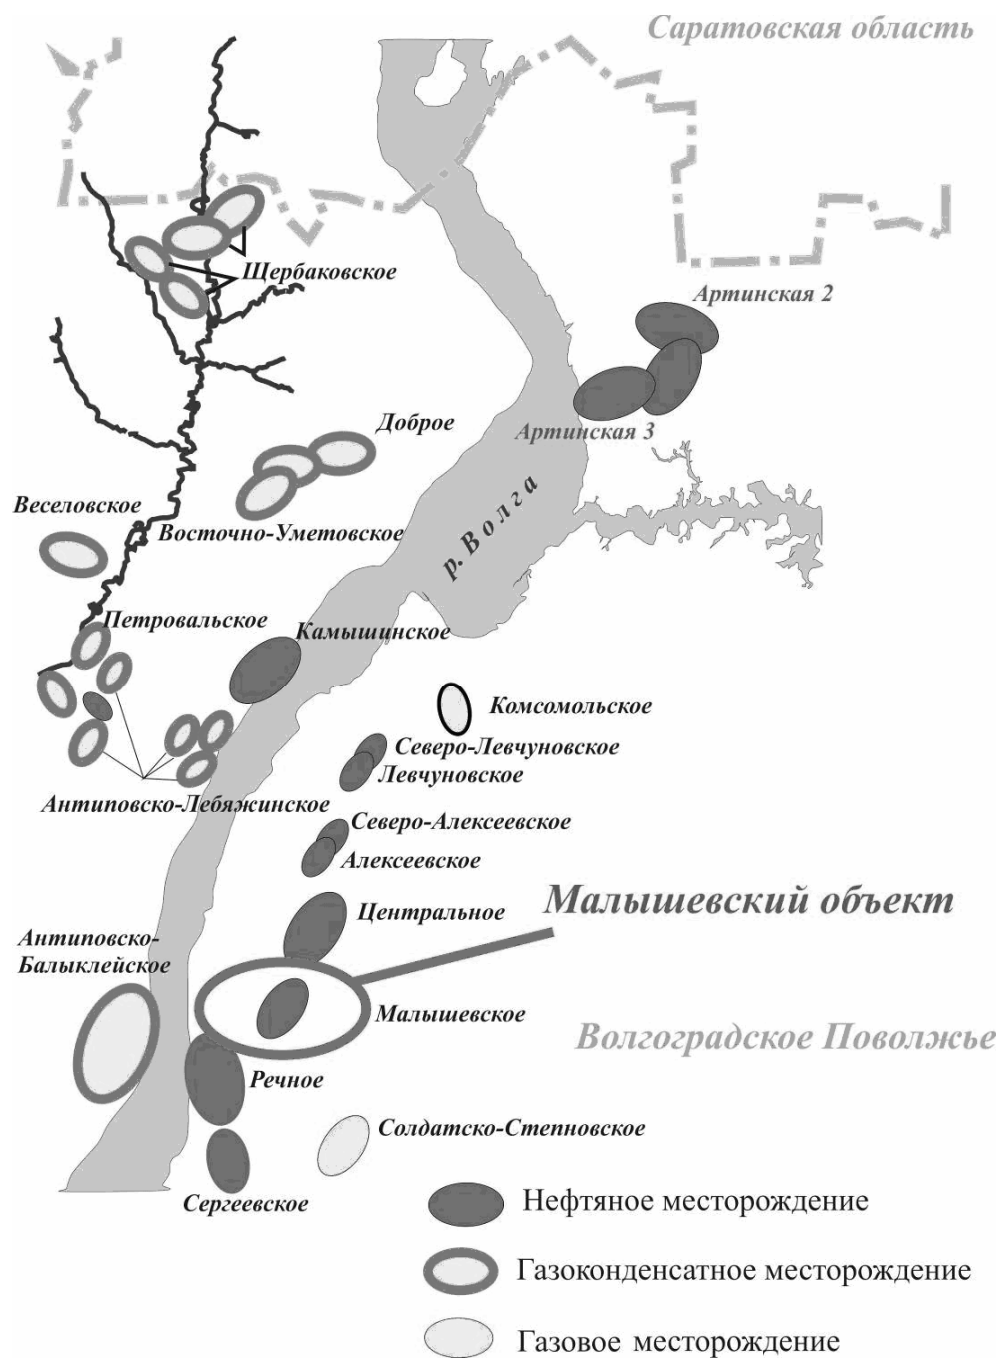 Саратовская область
Щербаковское
Артинская 2
Доброе
Артинская 3
Веселовское
Восточно-Уметовское
р. Волга
Петровальское
Камышинское
Комсомольское
Северо-Левчуновское
Левчуновское
Антиповско-Лебяжинское
Северо-Алексеевское
Алексеевское
Малышевский объект
Центральное
Антиповско-
Балыклейское
Малышевское
Волгоградское Поволжье
Речное
Солдатско-Степновское
Сергеевское
Нефтяное месторождение
Газоконденсатное месторождение
Газовое месторождение